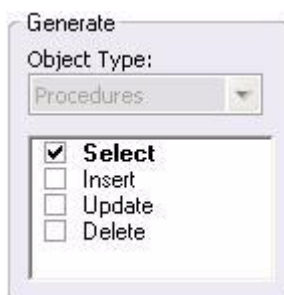 Generate
Object Type:
Procedures
Select
Insert
Update
Delete